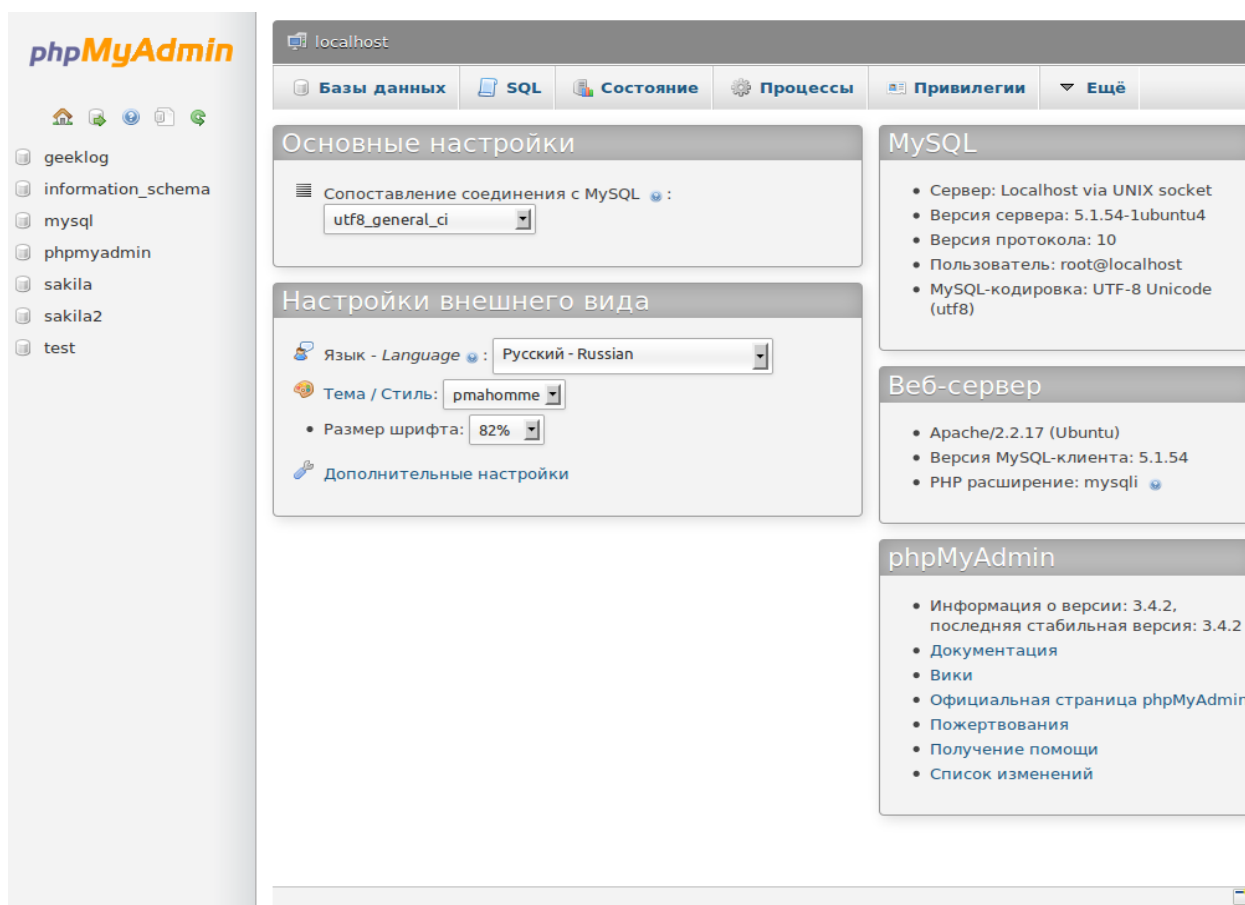 phpMyAdmin
geeklog
information_schema
mysql
phpmyadmin
sakila
sakila2
test
localhost
Базы данных SQL Состояние Процессы Привилегии Ещё
Основные настройки
Сопоставление соединения с MySQL :
utf8_general_ci
Настройки внешнего вида
Язык - Language : Русский - Russian
Тема / Стиль: pmahomme
Размер шрифта: 82%
Дополнительные настройки
MySQL
Сервер: Localhost via UNIX socket
Версия сервера: 5.1.54-1ubuntu4
Версия протокола: 10
Пользователь: root@localhost
MySQL-кодировка: UTF-8 Unicode
(utf8)
Веб-сервер
Apache/2.2.17 (Ubuntu)
Версия MySQL-клиента: 5.1.54
PHP расширение: mysqli
phpMyAdmin
Информация о версии: 3.4.2,
последняя стабильная версия: 3.4.2
Документация
Вики
Официальная страница phpMyAdmin
Пожертвования
Получение помощи
Список изменений